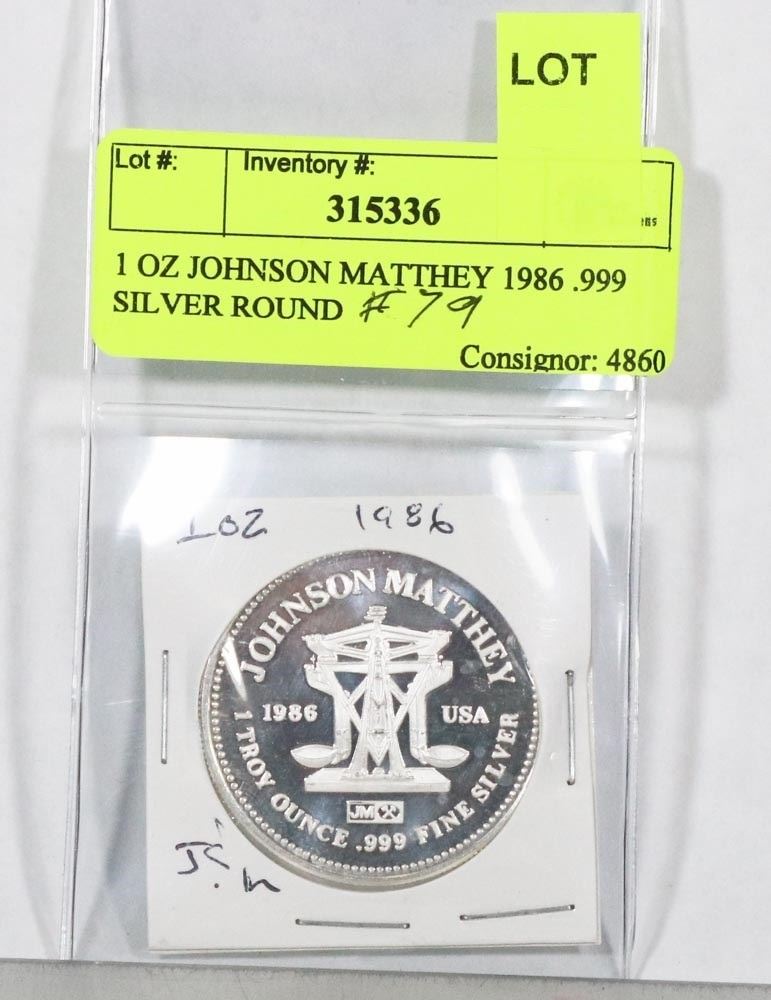 LOT
Lot #: Inventory #:
315336
1 OZ JOHNSON MATTHEY 1986 .999
SILVER ROUND #79
Consignor: 4860
1oz 1986
JOHNSON MATTHEY
1986 USA
JM
1 TROY OUNCE .999 FINE SILVER